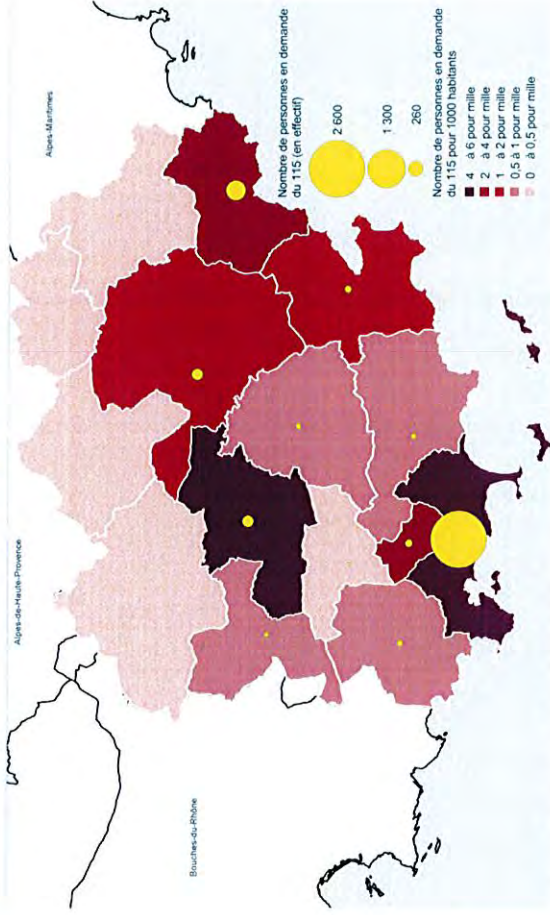 Alpes-de-Haute-Provence
Alpes-Maritimes
Bouches-du-Rhône
Nombre de personnes en demande
du 115 (en effectif)
2 600
1 300
260
Nombre de personnes en demande
du 115 pour 1000 habitants
4 à 6 pour mille
2 à 4 pour mille
1 à 2 pour mille
0,5 à 1 pour mille
0 à 0,5 pour mille